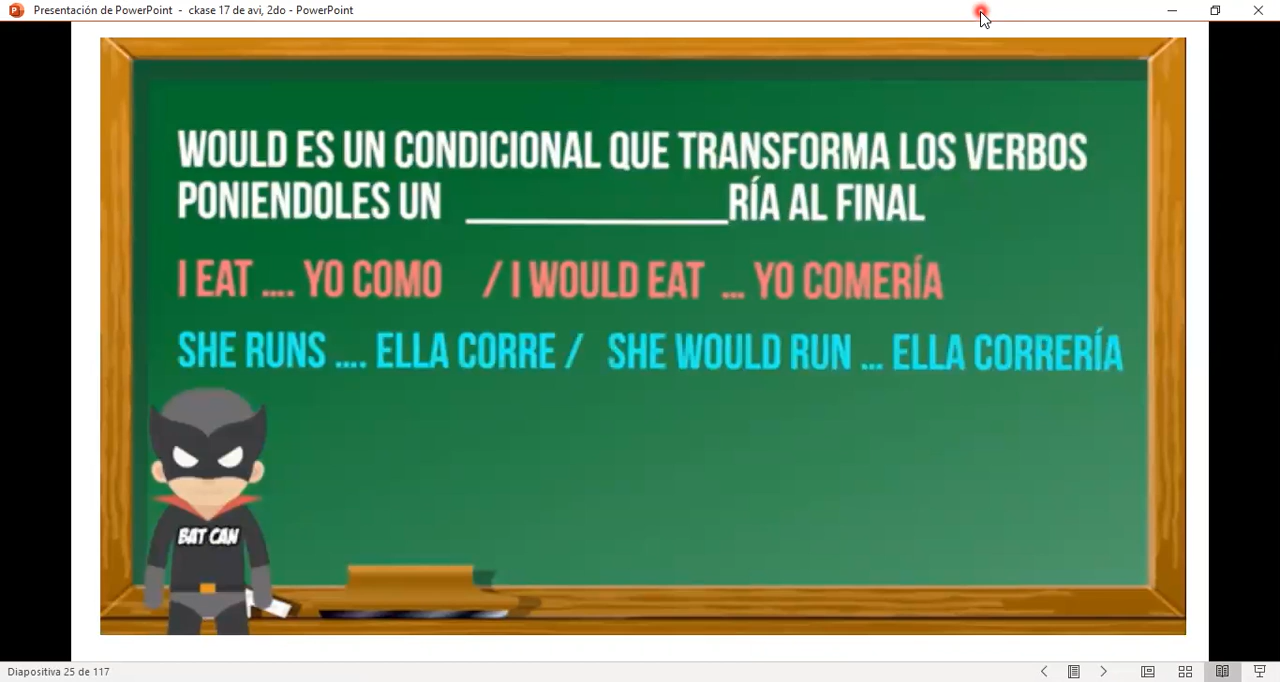 Presentación de PowerPoint - ckase 17 de avi, 2do - PowerPoint
WOULD ES UN CONDICIONAL QUE TRANSFORMA LOS VERBOS
PONIENDOLES UN ______________RÍA AL FINAL
I EAT .... YO COMO / I WOULD EAT ... YO COMERÍA
SHE RUNS .... ELLA CORRE / SHE WOULD RUN ... ELLA CORRERÍA
BAT CAN
Diapositiva 25 de 117